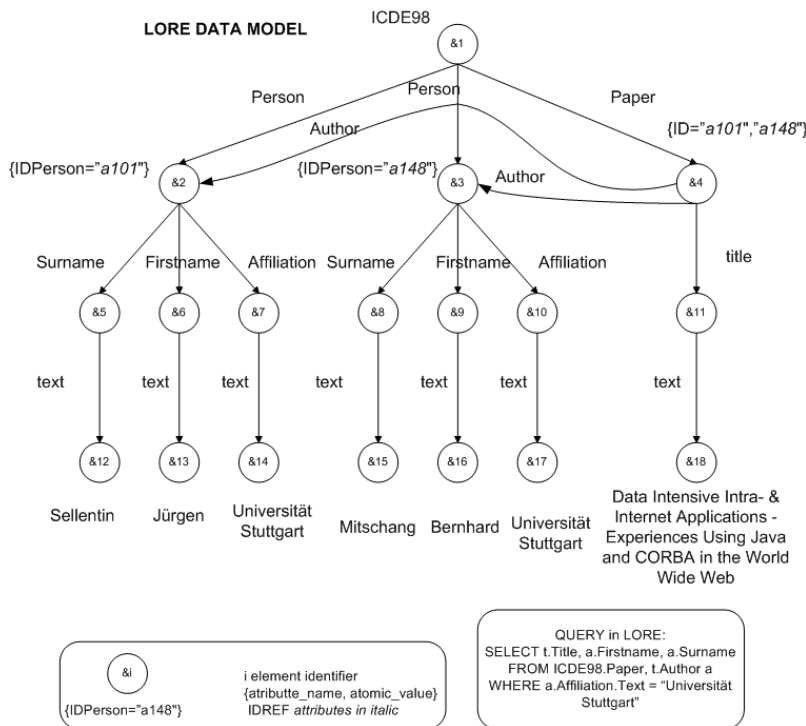 ICDE98
LORE DATA MODEL
&1
Person
Person
Paper
Author
{ID="a101","a148"}
{IDPerson="a101"}
{IDPerson="a148"}
Author
&2
&3
&4
Surname
Firstname
Affiliation
Surname
Firstname
Affiliation
title
&5
&6
&7
&8
&9
&10
&11
text
text
text
text
text
text
text
&12
&13
&14
&15
&16
&17
&18
Sellentin
Jürgen
Universität
Stuttgart
Mitschang
Bernhard
Universität
Stuttgart
Data Intensive Intra- &
Internet Applications -
Experiences Using Java
and CORBA in the World
Wide Web
&i
{IDPerson="a148"}
i element identifier
{atributte_name, atomic_value}
IDREF attributes in italic
QUERY in LORE:
SELECT t.Title, a.Firstname, a.Surname
FROM ICDE98.Paper, t.Author a
WHERE a.Affiliation.Text = "Universität
Stuttgart"